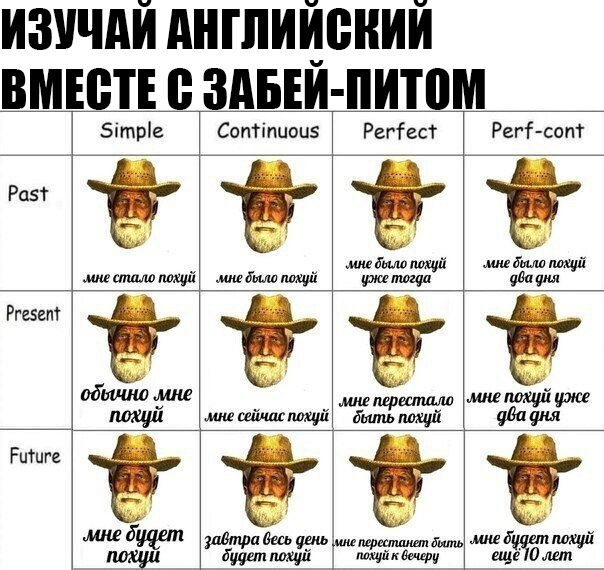 ИЗУЧАЙ АНГЛИЙСКИЙ
ВМЕСТЕ С ЗАБЕЙ-ПИТОМ
Simple Continuous Perfect Perf-cont
Past
мне стало похуй
мне было похуй
мне было похуй
уже тогда
мне было похуй
два дня
Present
обычно мне
похуй
мне сейчас похуй
мне перестало
быть похуй
мне похуй уже
два дня
Future
мне будет
похуй
завтра весь день
будет похуй
мне перестанет быть
похуй к вечеру
мне будет похуй
ещё 10 лет